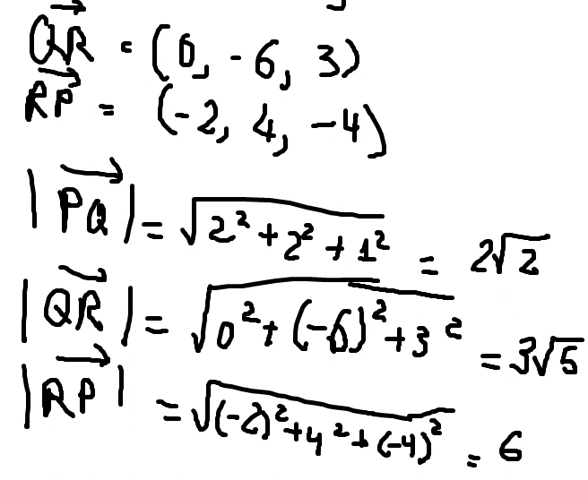 QR⃗ = (0, -6, 3)
RP⃗ = (-2, 4, -4)
|PQ⃗| = √(2² + 2² + 1²) = 2√2
|QR⃗| = √(0² + (-6)² + 3²) = 3√5
|RP⃗| = √((-2)² + 4² + (-4)²) = 6